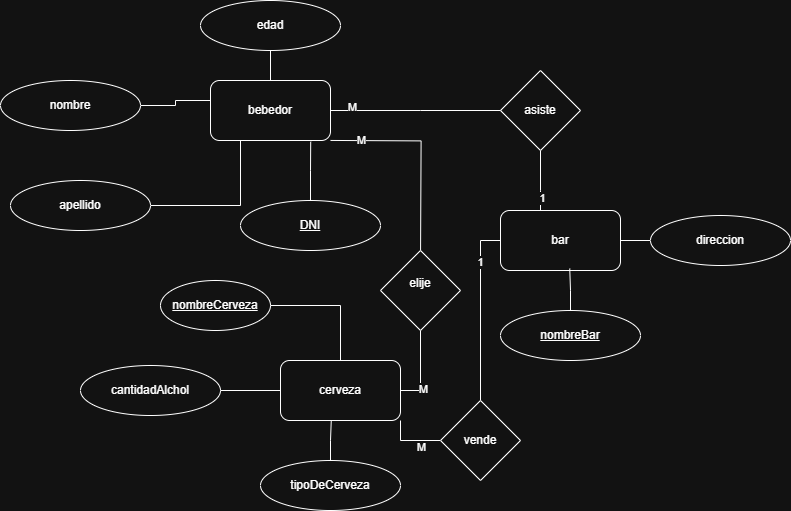 edad
nombre
bebedor
M
asiste
M
apellido
1
DNI
bar
direccion
1
elije
nombreCerveza
nombreBar
cantidadAlchol
cerveza
M
vende
M
tipoDeCerveza